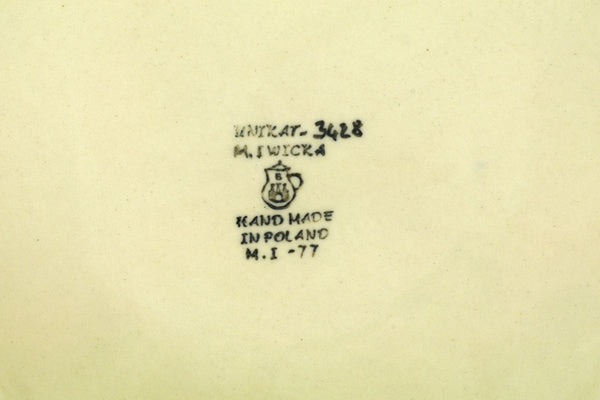 UNIKAT- 3428
M.IWICKA
B
HAND MADE
IN POLAND
M.I -77